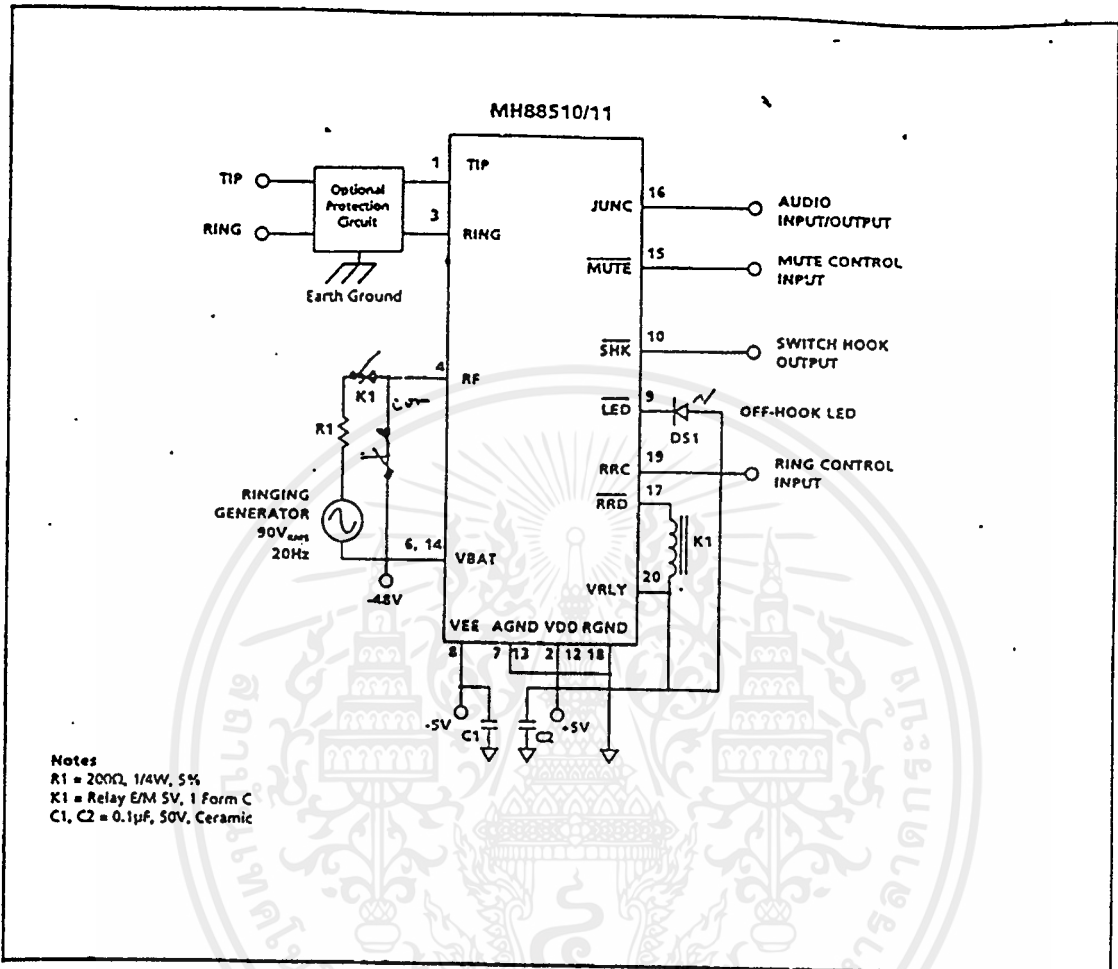 MH88510/11
TIP
RING
Optional
Protection
Circuit
Earth Ground
1
3
TIP
RING
4
RF
K1
R1
RINGING
GENERATOR
90VRMS
20Hz
6, 14
VBAT
-48V
JUNC
16
AUDIO
INPUT/OUTPUT
MUTE
15
MUTE CONTROL
INPUT
SHK
10
SWITCH HOOK
OUTPUT
LED
9
DS1
OFF-HOOK LED
RRC
19
RING CONTROL
INPUT
RRD
17
K1
VRLY
20
VEE AGND VDD RGND
8 7 13 2 12 18
-5V
C1
C2
+5V
Notes
R1 = 200Ω, 1/4W, 5%
K1 = Relay E/M 5V, 1 Form C
C1, C2 = 0.1µF, 50V, Ceramic